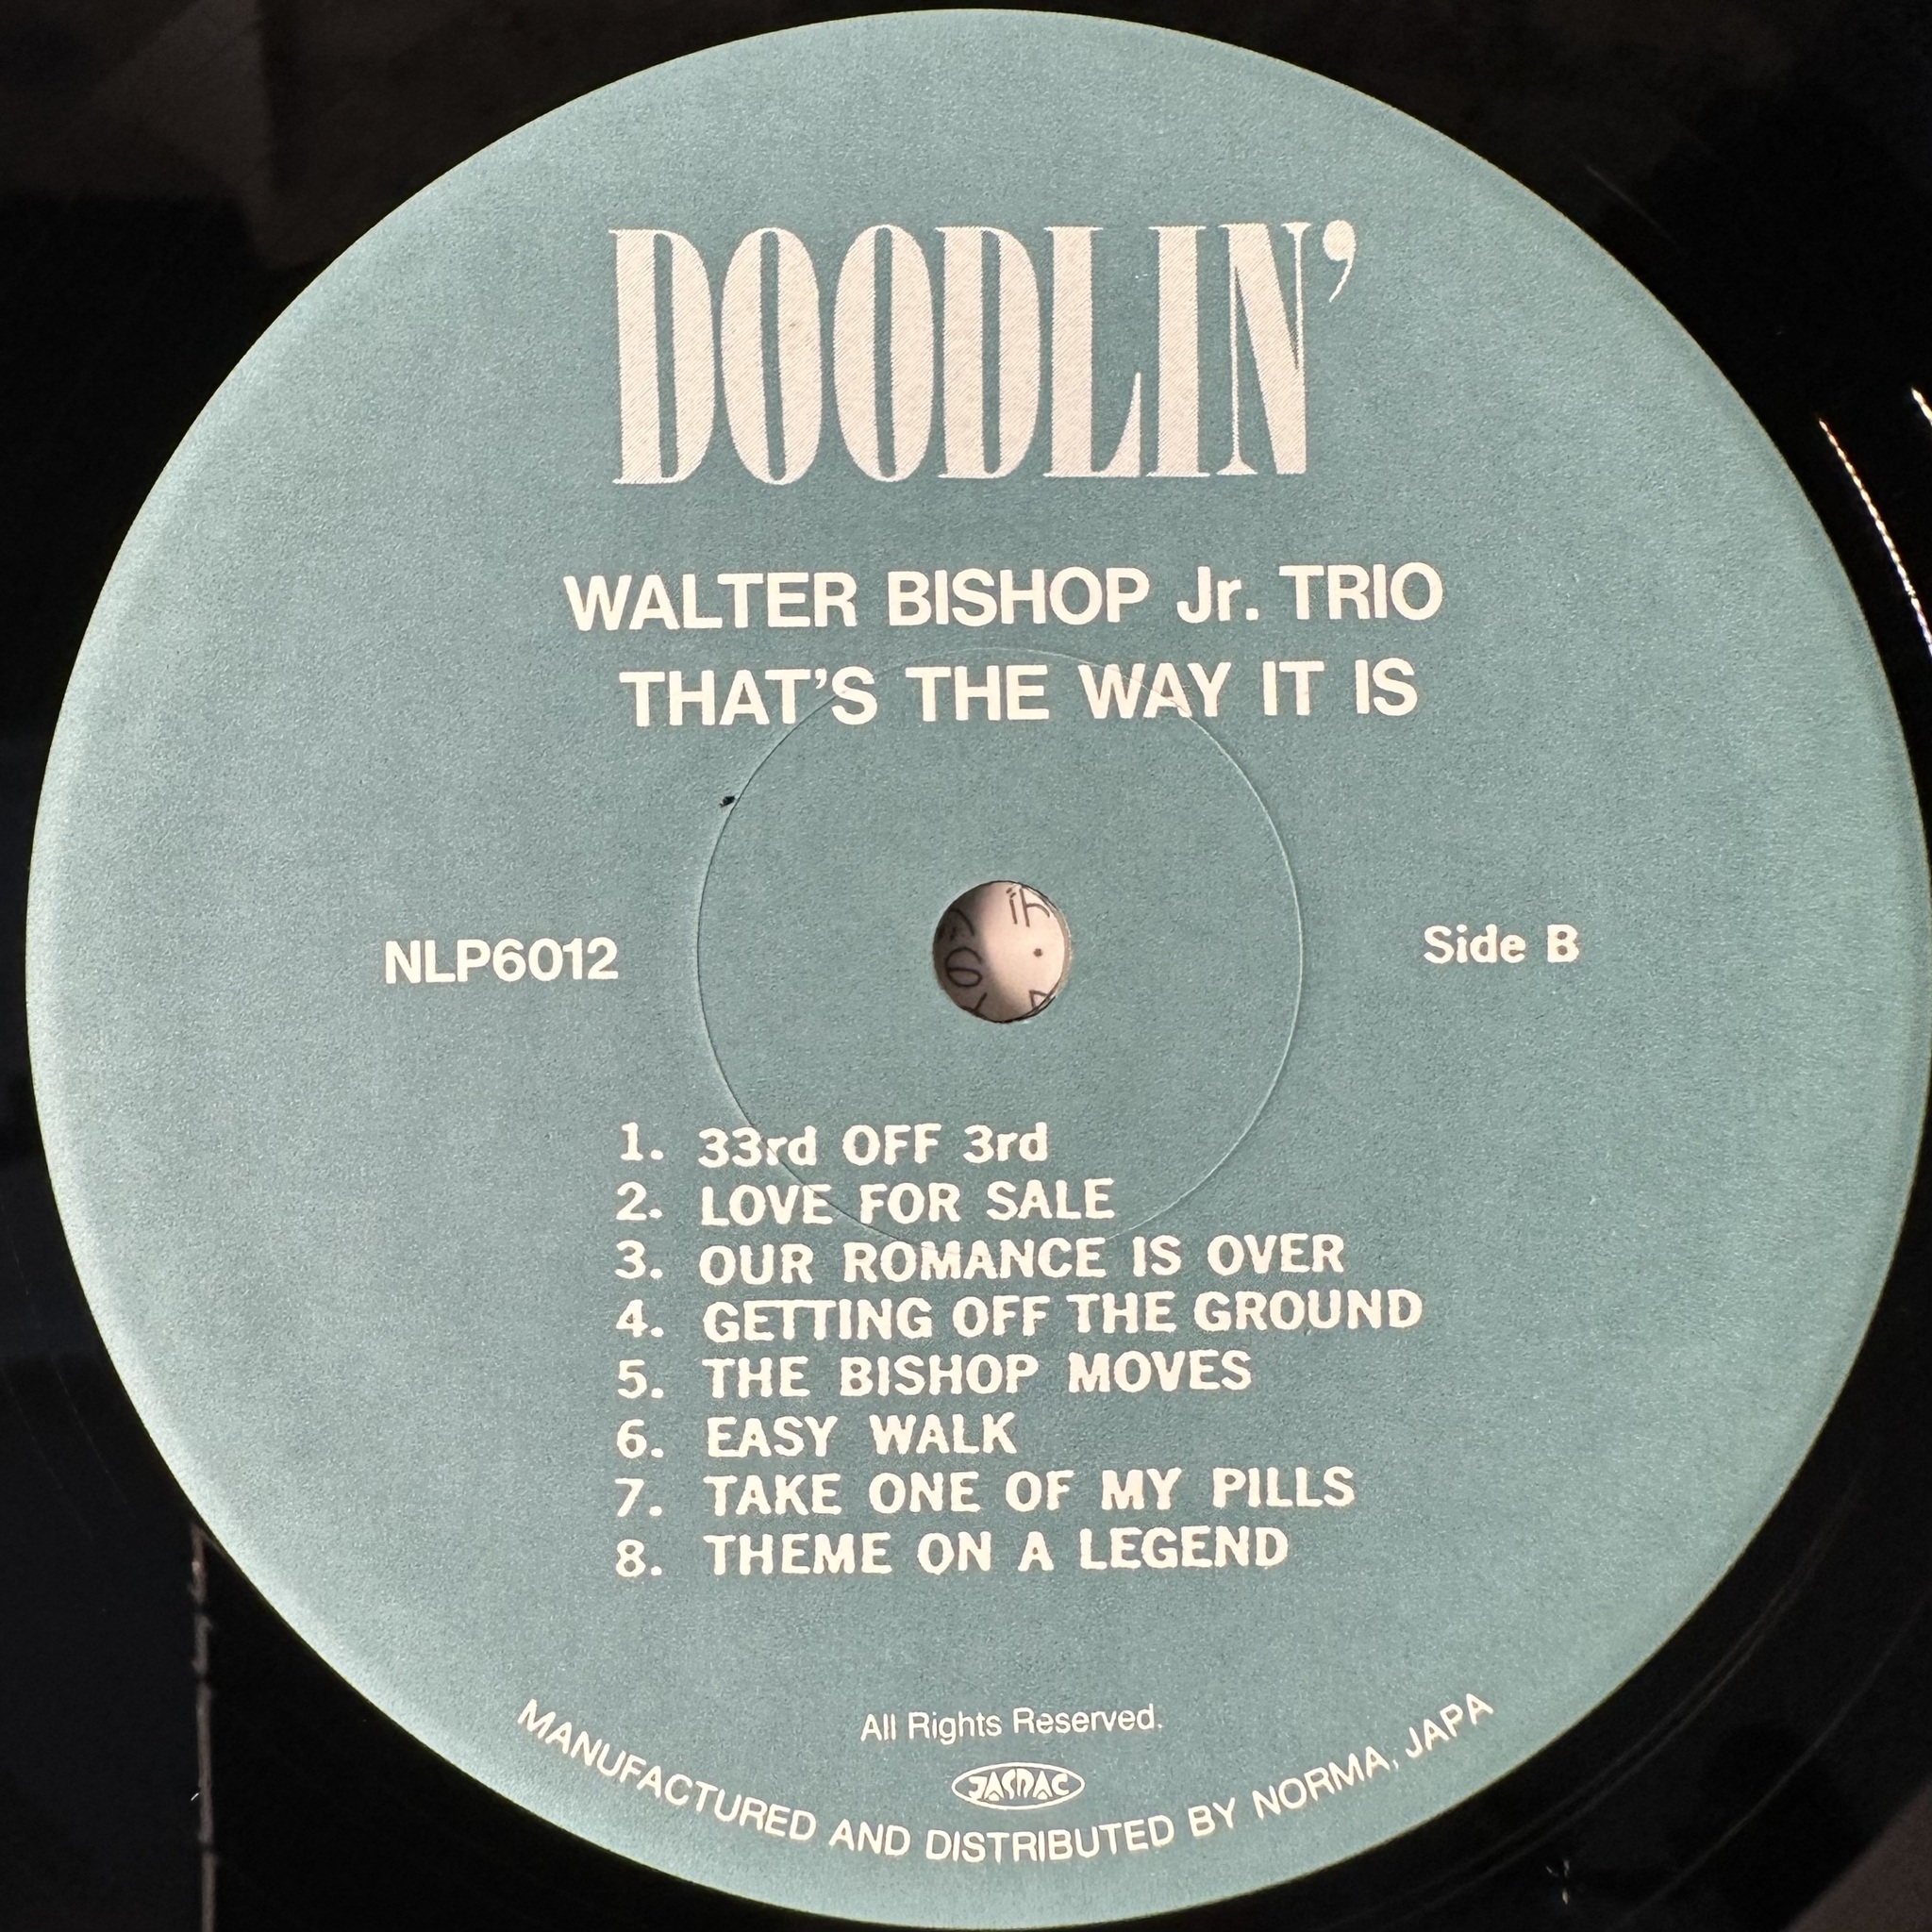 DOODLIN'
WALTER BISHOP Jr. TRIO
THAT'S THE WAY IT IS
NLP6012
Side B
1. 33rd OFF 3rd
2. LOVE FOR SALE
3. OUR ROMANCE IS OVER
4. GETTING OFF THE GROUND
5. THE BISHOP MOVES
6. EASY WALK
7. TAKE ONE OF MY PILLS
8. THEME ON A LEGEND
All Rights Reserved.
JASRAC
MANUFACTURED AND DISTRIBUTED BY NORMA, JAPA